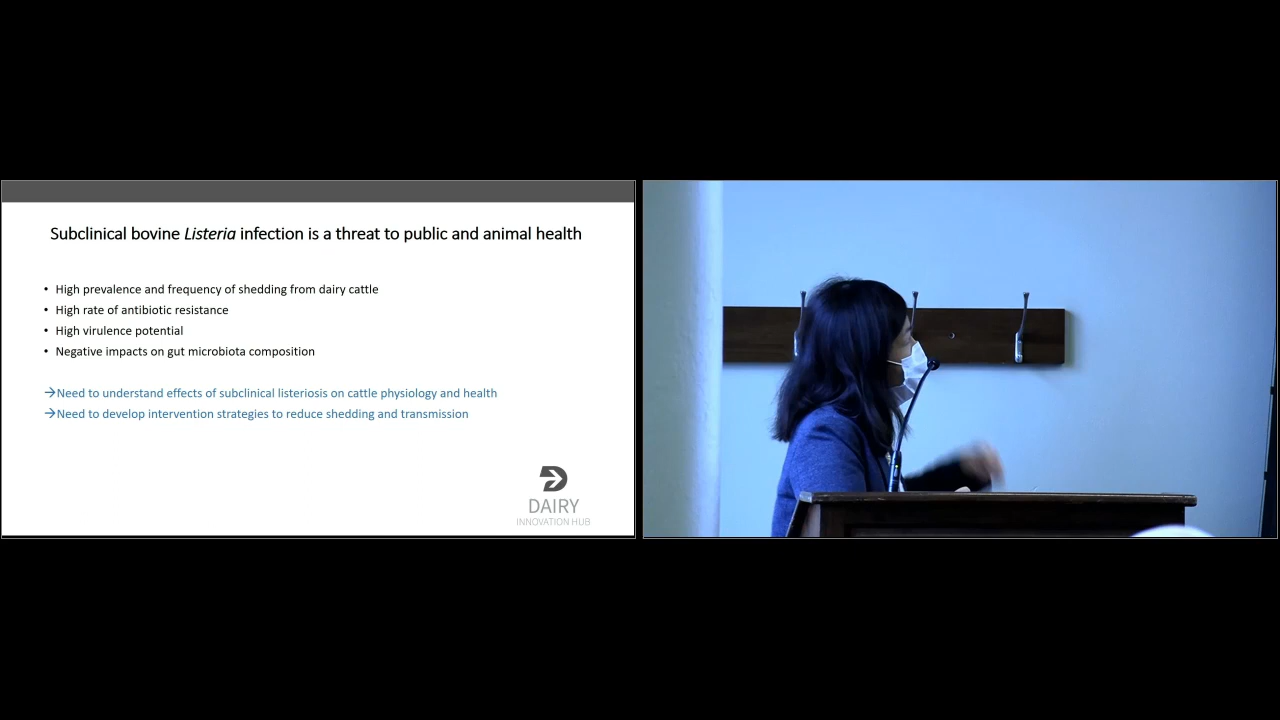 Subclinical bovine Listeria infection is a threat to public and animal health
• High prevalence and frequency of shedding from dairy cattle
• High rate of antibiotic resistance
• High virulence potential
• Negative impacts on gut microbiota composition
→Need to understand effects of subclinical listeriosis on cattle physiology and health
→Need to develop intervention strategies to reduce shedding and transmission
DAIRY
INNOVATION HUB